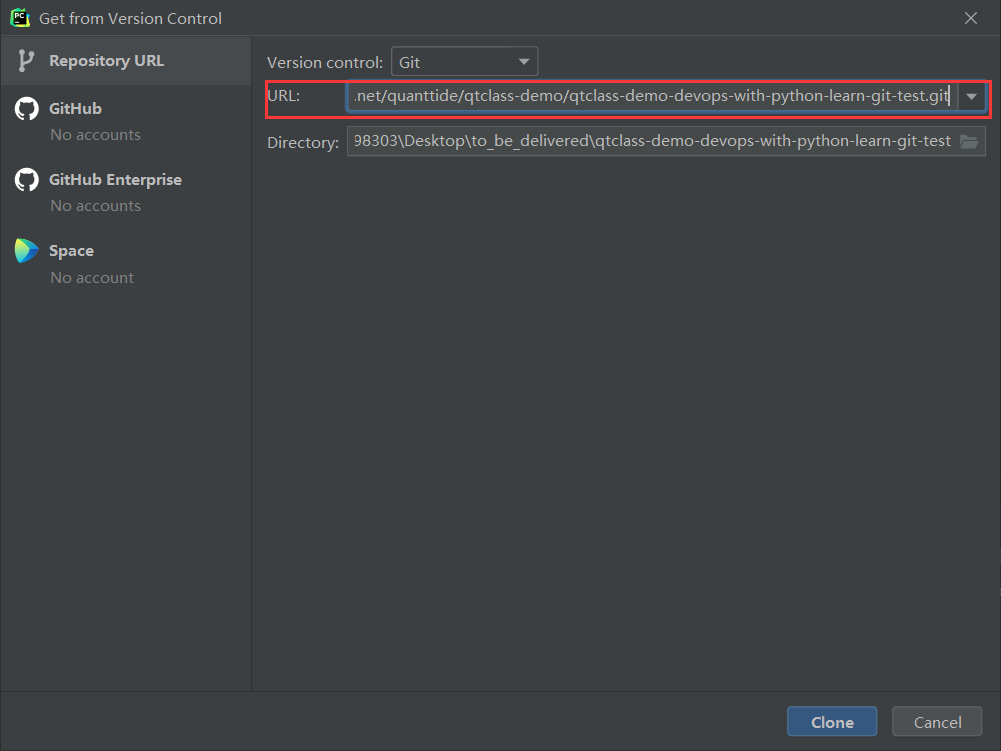 Get from Version Control
Repository URL
GitHub
No accounts
GitHub Enterprise
No accounts
Space
No account
Version control: Git
URL: .net/quanttide/qtclass-demo/qtclass-demo-devops-with-python-learn-git-test.git
Directory: 98303\Desktop\to_be_delivered\qtclass-demo-devops-with-python-learn-git-test
Clone Cancel